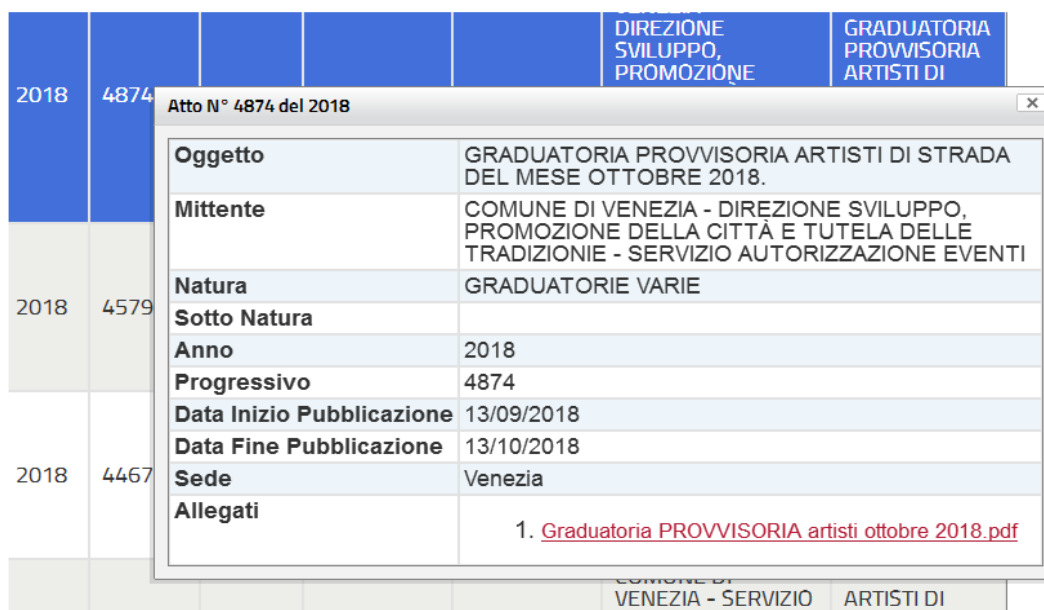 DIREZIONE
SVILUPPO,
PROMOZIONE
GRADUATORIA
PROVVISORIA
ARTISTI DI
2018 4874
Atto N° 4874 del 2018
Oggetto GRADUATORIA PROVVISORIA ARTISTI DI STRADA
DEL MESE OTTOBRE 2018.
Mittente COMUNE DI VENEZIA - DIREZIONE SVILUPPO,
PROMOZIONE DELLA CITTÀ E TUTELA DELLE
TRADIZIONIE - SERVIZIO AUTORIZZAZIONE EVENTI
Natura GRADUATORIE VARIE
Sotto Natura
Anno 2018
Progressivo 4874
Data Inizio Pubblicazione 13/09/2018
Data Fine Pubblicazione 13/10/2018
Sede Venezia
Allegati
1. Graduatoria PROVVISORIA artisti ottobre 2018.pdf
2018 4579
2018 4467
VENEZIA - SERVIZIO
ARTISTI DI